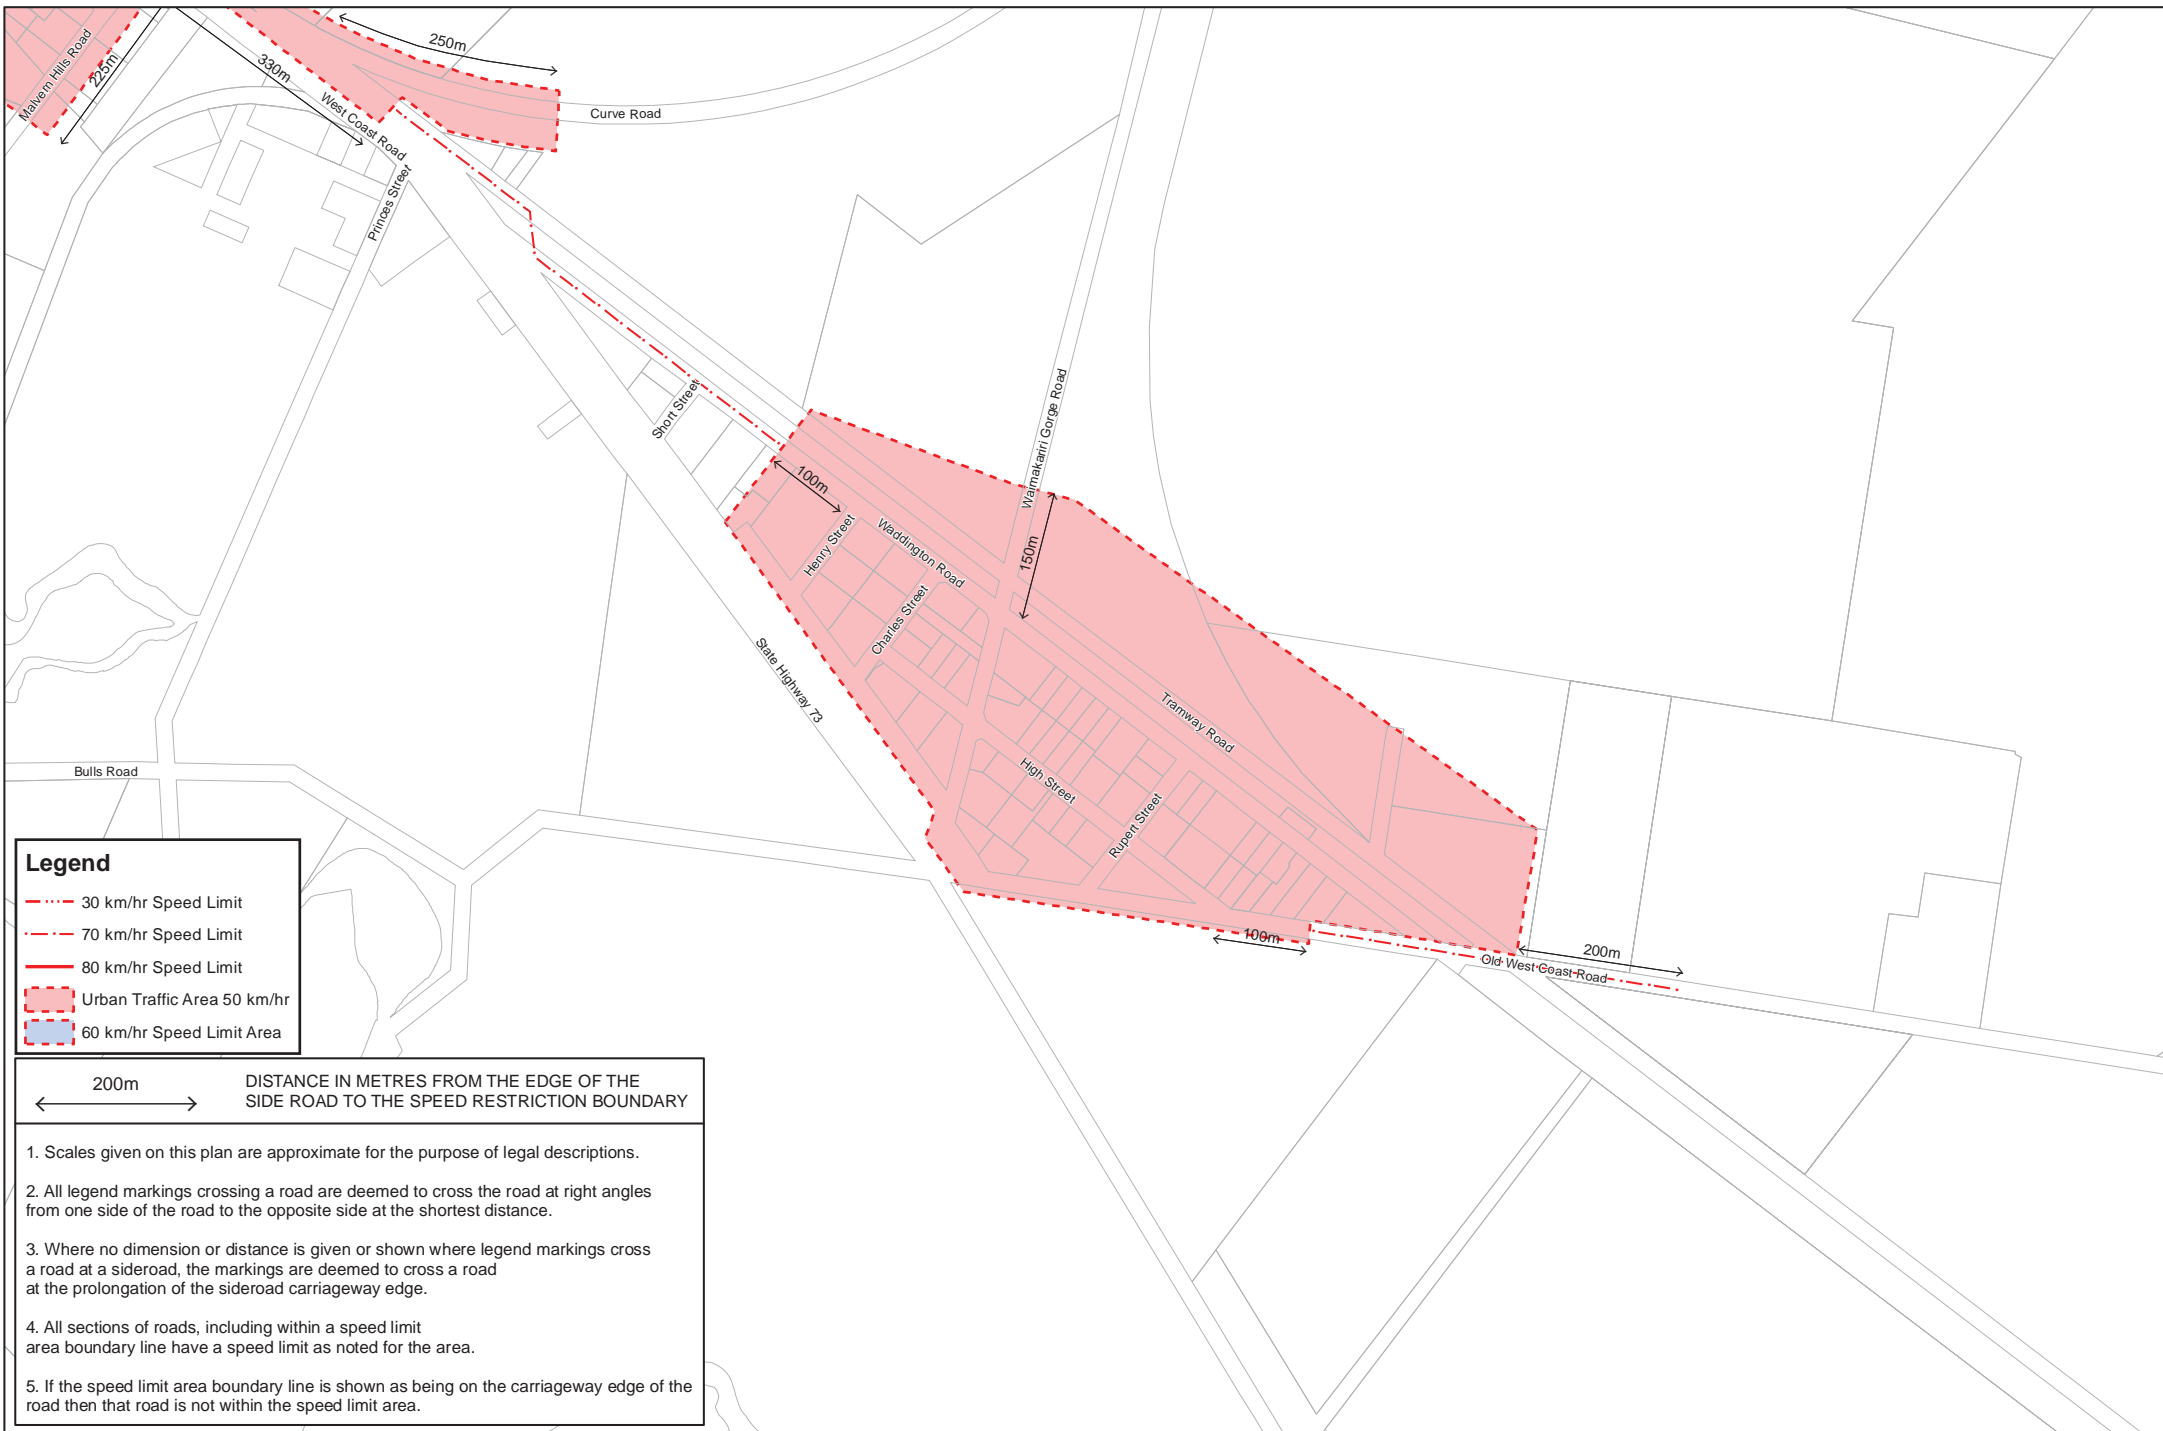 Malvern Hills Road
225m
330m
250m
West Coast Road
Curve Road
Princes Street
Short Street
Waimakariri Gorge Road
100m
150m
Henry Street
Waddington Road
Charles Street
State Highway 73
Tramway Road
High Street
Rupert Street
Bulls Road
100m
200m
Old West Coast Road
Legend
30 km/hr Speed Limit
70 km/hr Speed Limit
80 km/hr Speed Limit
Urban Traffic Area 50 km/hr
60 km/hr Speed Limit Area
200m
DISTANCE IN METRES FROM THE EDGE OF THE
SIDE ROAD TO THE SPEED RESTRICTION BOUNDARY
1. Scales given on this plan are approximate for the purpose of legal descriptions.
2. All legend markings crossing a road are deemed to cross the road at right angles
from one side of the road to the opposite side at the shortest distance.
3. Where no dimension or distance is given or shown where legend markings cross
a road at a sideroad, the markings are deemed to cross a road
at the prolongation of the sideroad carriageway edge.
4. All sections of roads, including within a speed limit
area boundary line have a speed limit as noted for the area.
5. If the speed limit area boundary line is shown as being on the carriageway edge of the
road then that road is not within the speed limit area.